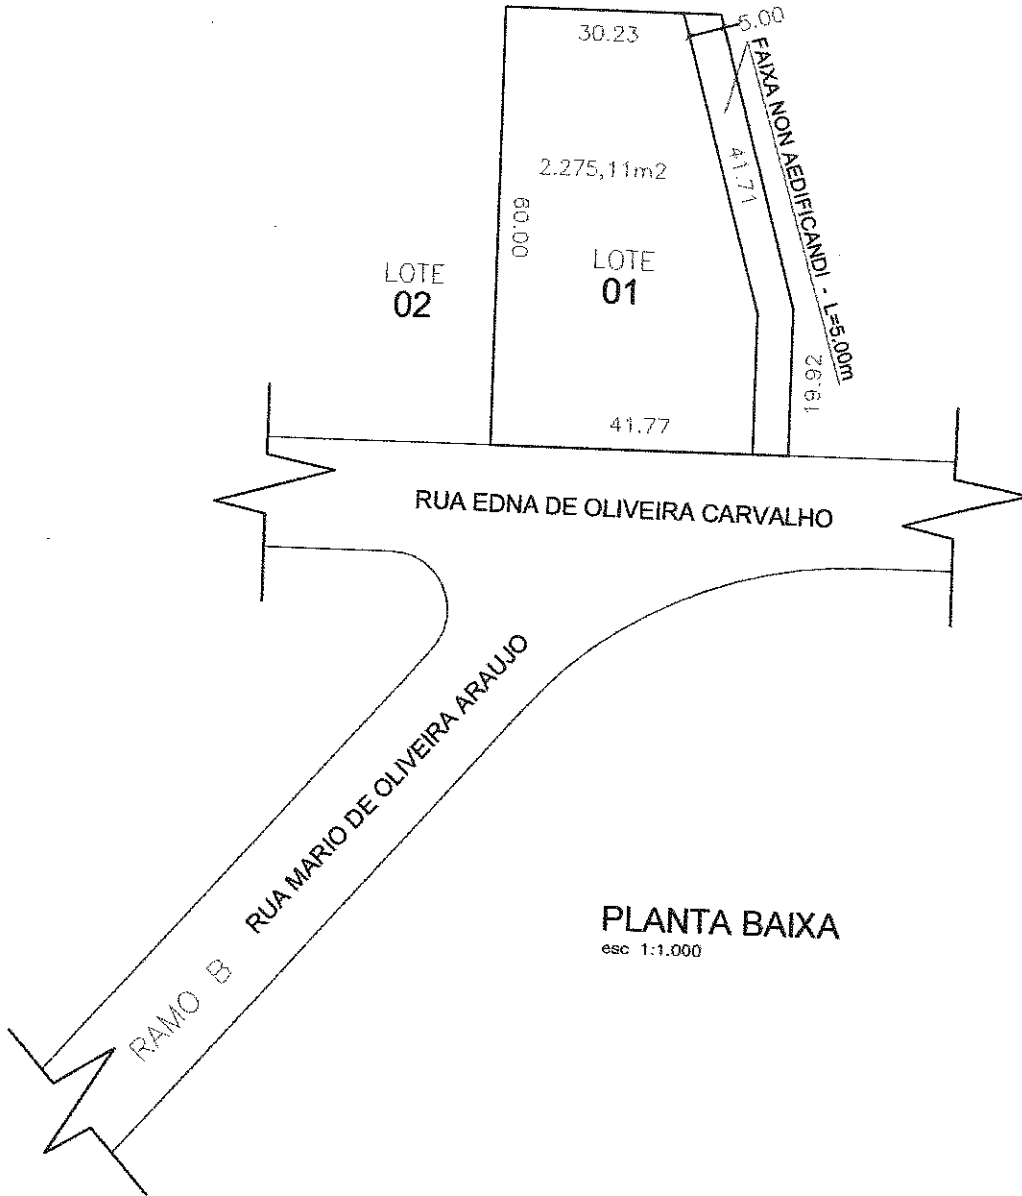 30.23
5.00
FAIXA NON AEDIFICANDI - L=5.00m
2.275,11m2
41.71
60.00
LOTE
02
LOTE
01
19.92
41.77
RUA EDNA DE OLIVEIRA CARVALHO
RUA MARIO DE OLIVEIRA ARAUJO
RAMO B
PLANTA BAIXA
esc 1:1.000